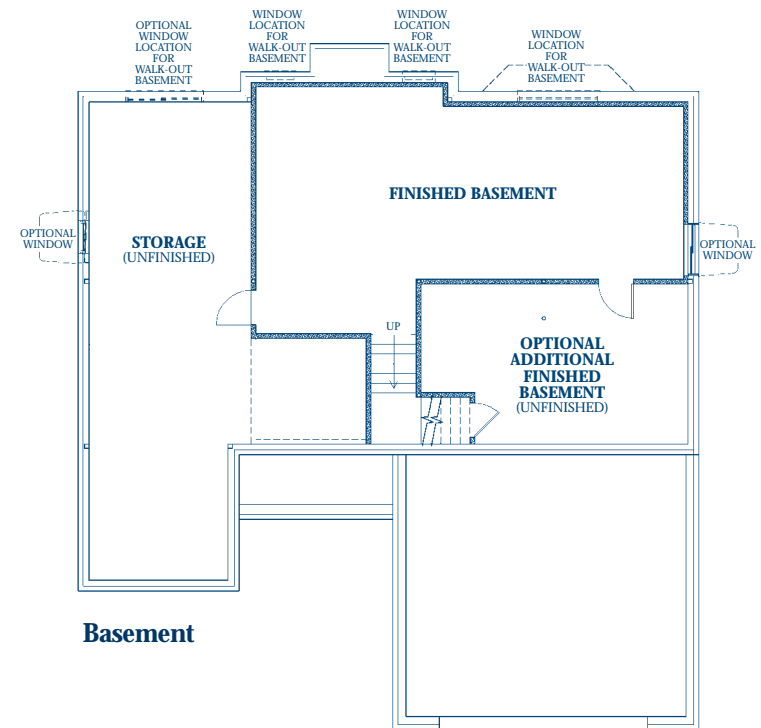 OPTIONAL
WINDOW
LOCATION
FOR
WALK-OUT
BASEMENT
WINDOW
LOCATION
FOR
WALK-OUT
BASEMENT
WINDOW
LOCATION
FOR
WALK-OUT
BASEMENT
WINDOW
LOCATION
FOR
WALK-OUT
BASEMENT
FINISHED BASEMENT
OPTIONAL
WINDOW
STORAGE
(UNFINISHED)
OPTIONAL
WINDOW
UP
OPTIONAL
ADDITIONAL
FINISHED
BASEMENT
(UNFINISHED)
Basement